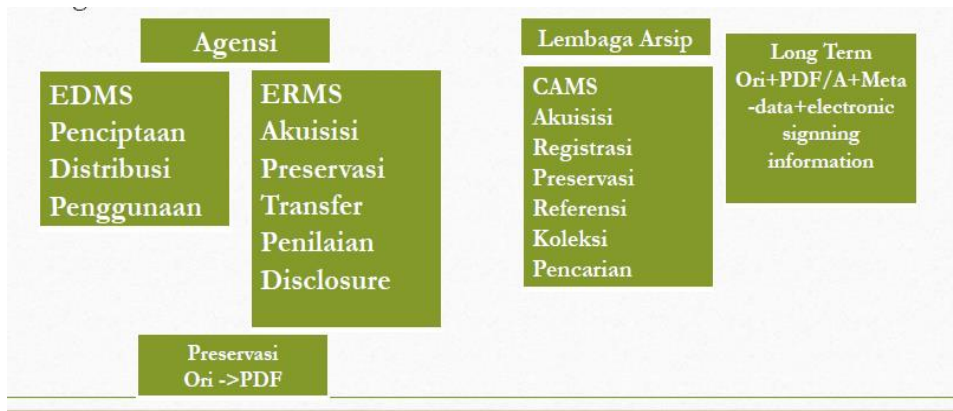 Agensi
EDMS
Penciptaan
Distribusi
Penggunaan
ERMS
Akuisisi
Preservasi
Transfer
Penilaian
Disclosure
Preservasi
Ori ->PDF
Lembaga Arsip
CAMS
Akuisisi
Registrasi
Preservasi
Referensi
Koleksi
Pencarian
Long Term
Ori+PDF/A+Meta
-data+electronic
signning
information